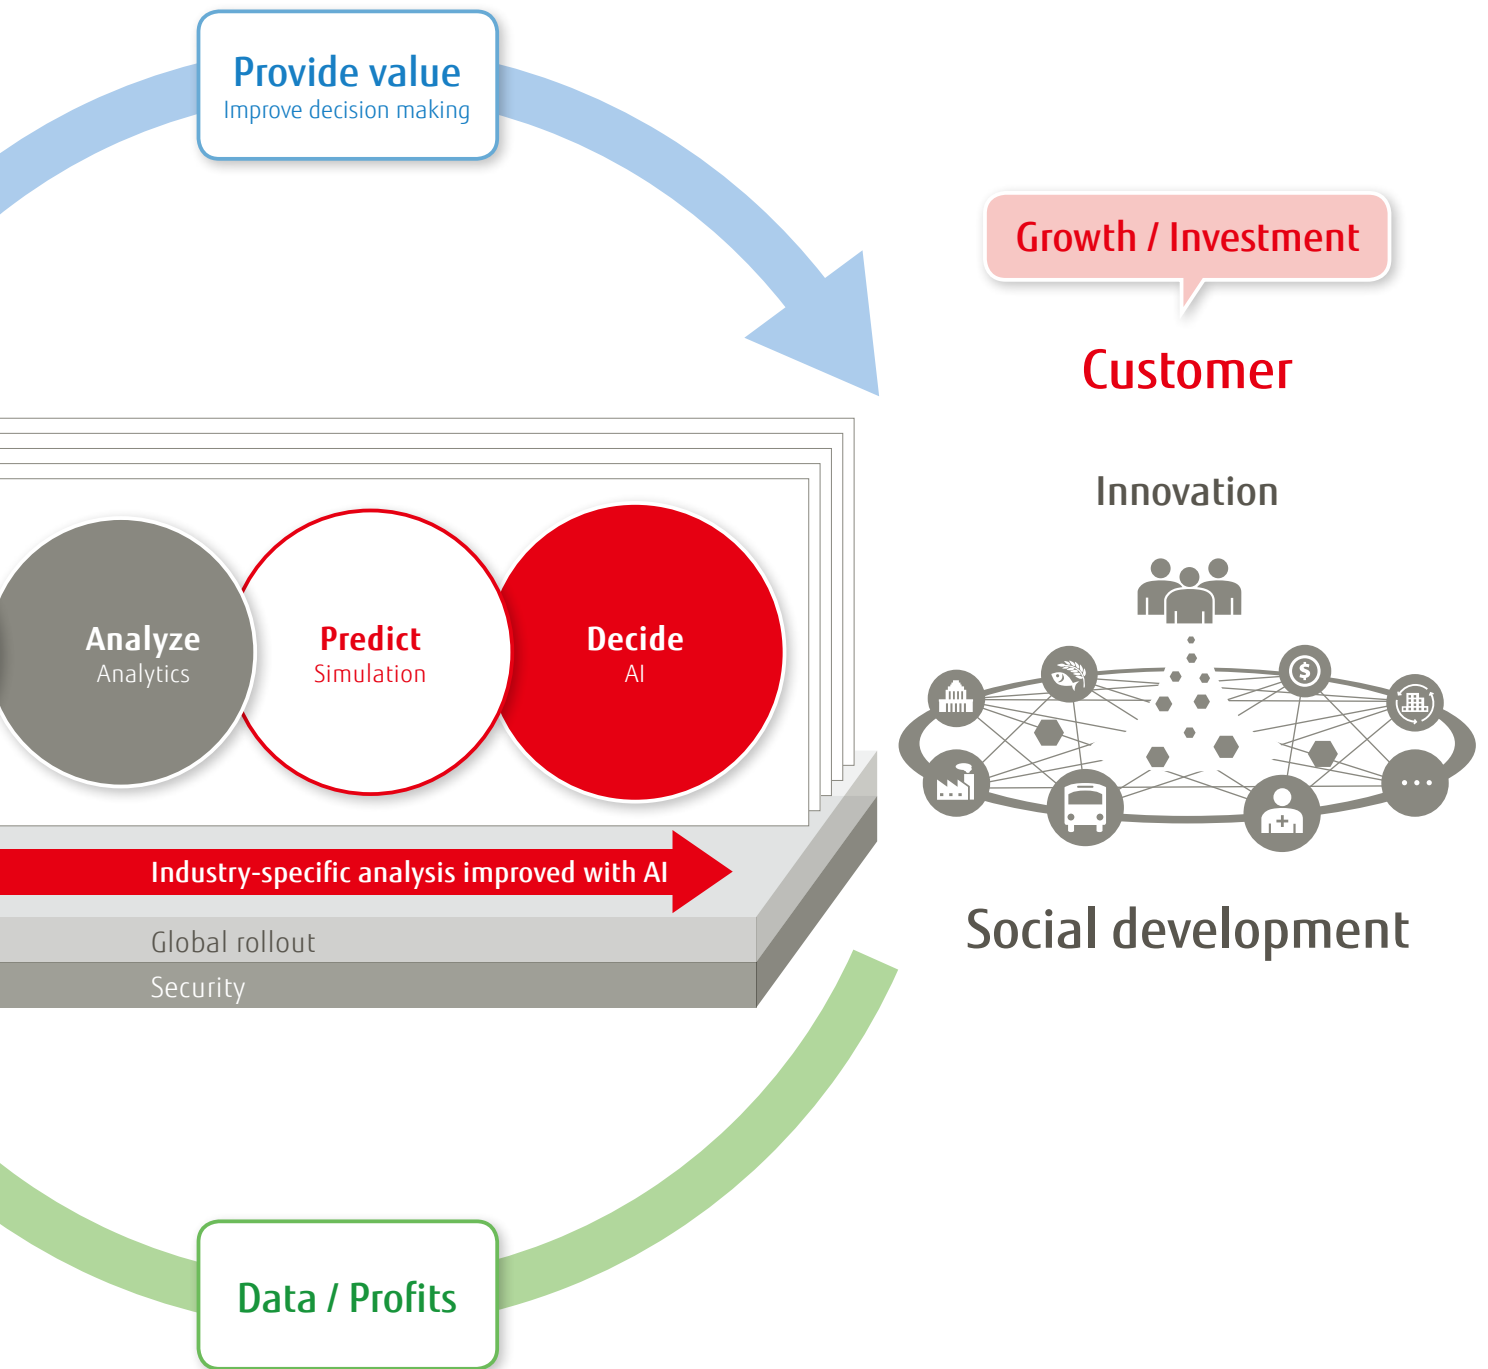 Provide value
Improve decision making
Growth / Investment
Customer
Innovation
Analyze
Analytics
Predict
Simulation
Decide
AI
$
Industry-specific analysis improved with AI
Global rollout
Security
Social development
Data / Profits